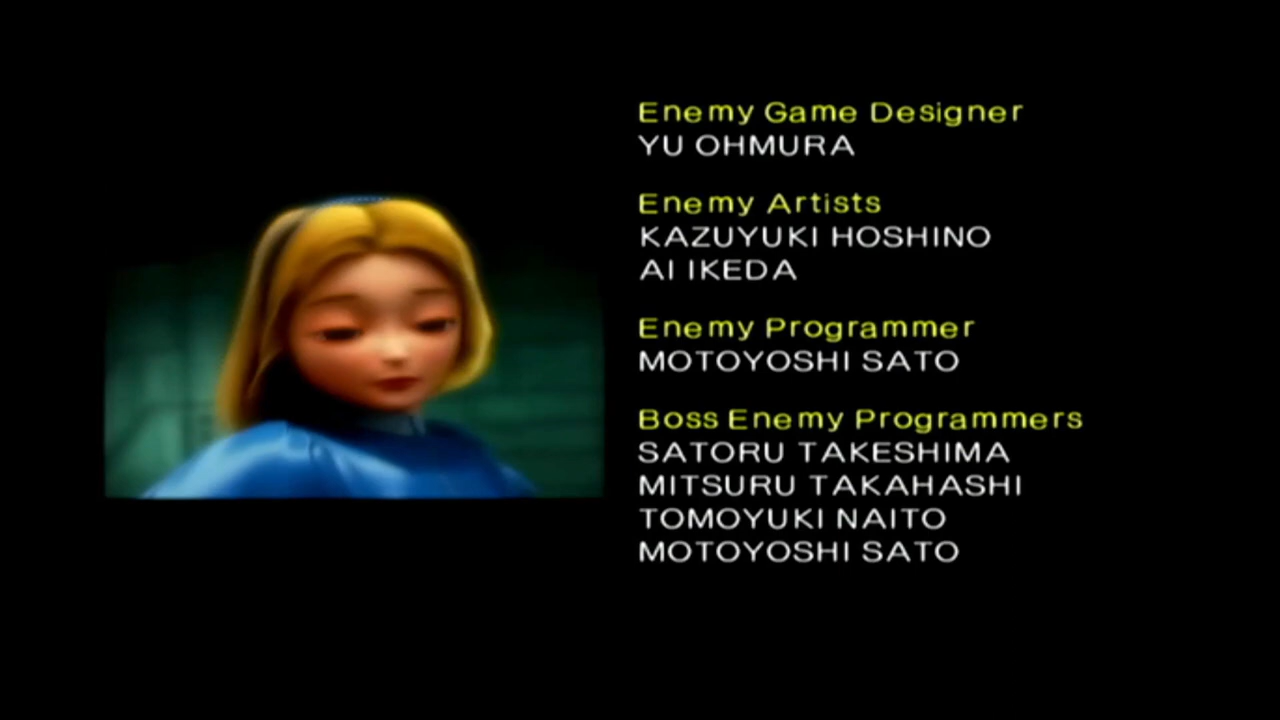 Enemy Game Designer
YU OHMURA
Enemy Artists
KAZUYUKI HOSHINO
AI IKEDA
Enemy Programmer
MOTOYOSHI SATO
Boss Enemy Programmers
SATORU TAKESHIMA
MITSURU TAKAHASHI
TOMOYUKI NAITO
MOTOYOSHI SATO